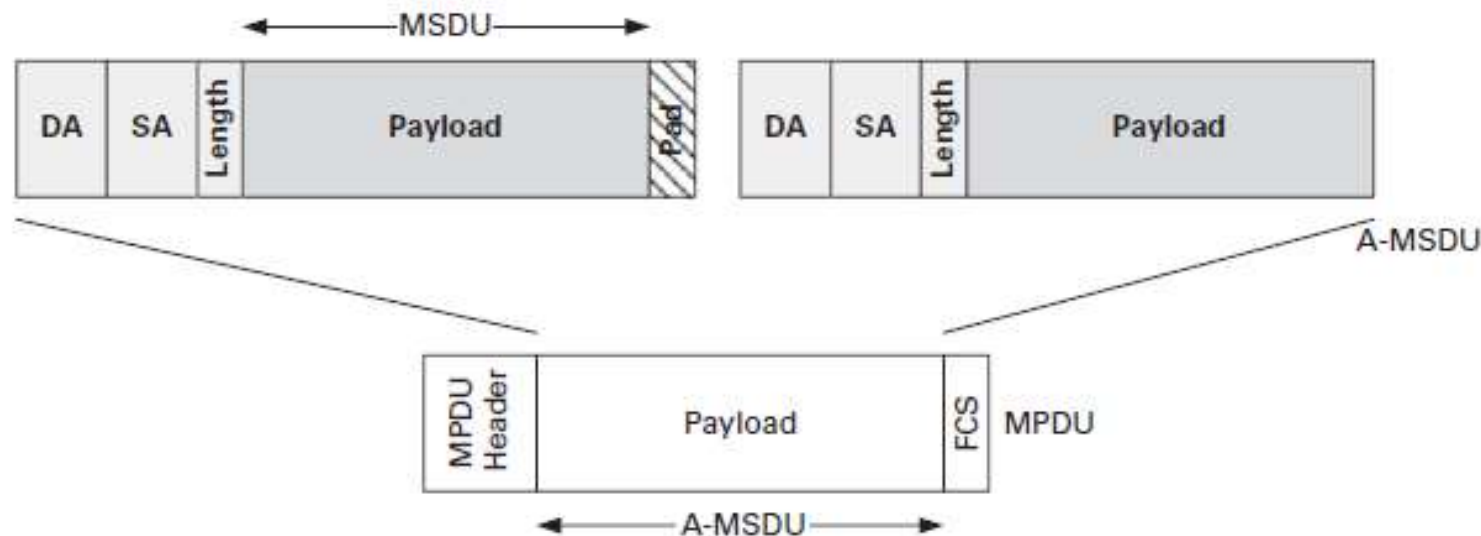 MSDU
DA SA Length Payload Pad DA SA Length Payload
A-MSDU
MPDU Header Payload FCS MPDU
A-MSDU